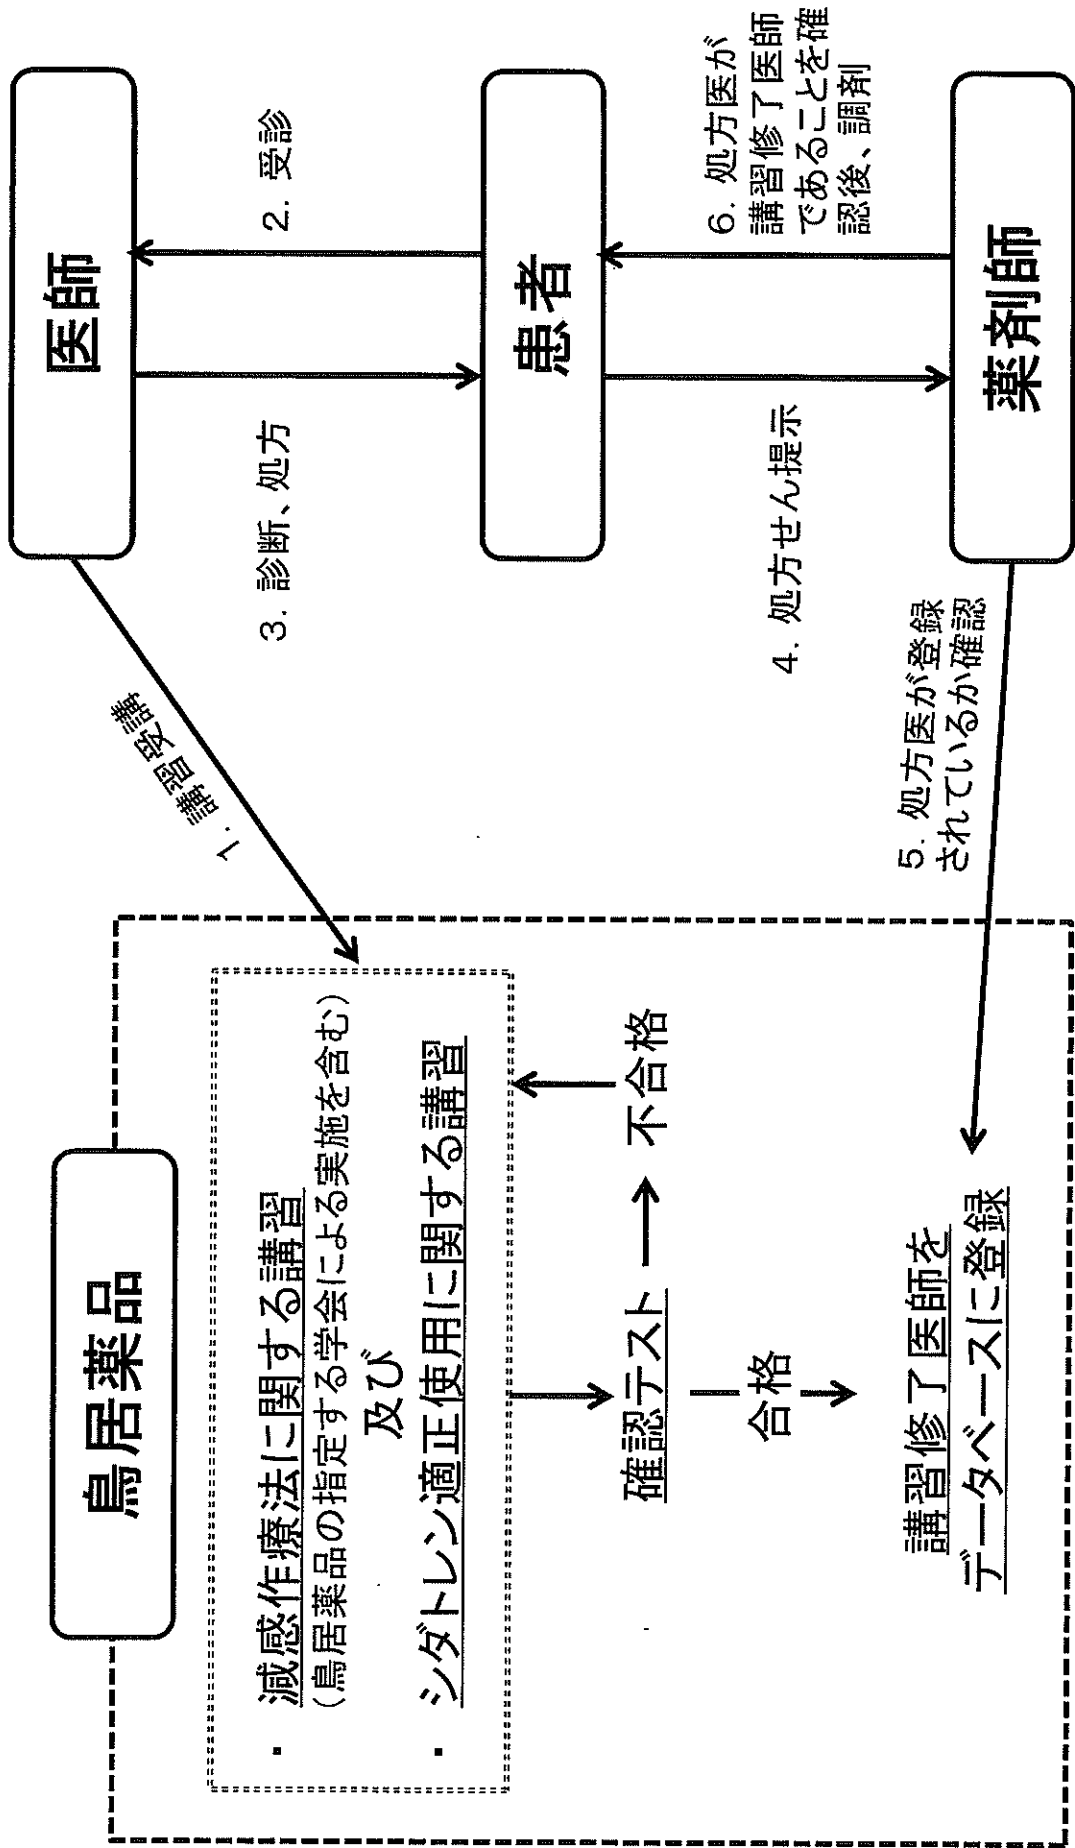 鳥居薬品
・ 減感作療法に関する講習
（鳥居薬品の指定する学会による実施を含む）
及び
・ シダトレン適正使用に関する講習
確認テスト
不合格
合格
講習修了医師を
データベースに登録
1. 講習受講
医師
2. 受診
3. 診断、処方
患者
4. 処方せん提示
5. 処方医が登録
されているか確認
6. 処方医が
講習修了医師
であることを確
認後、調剤
薬剤師